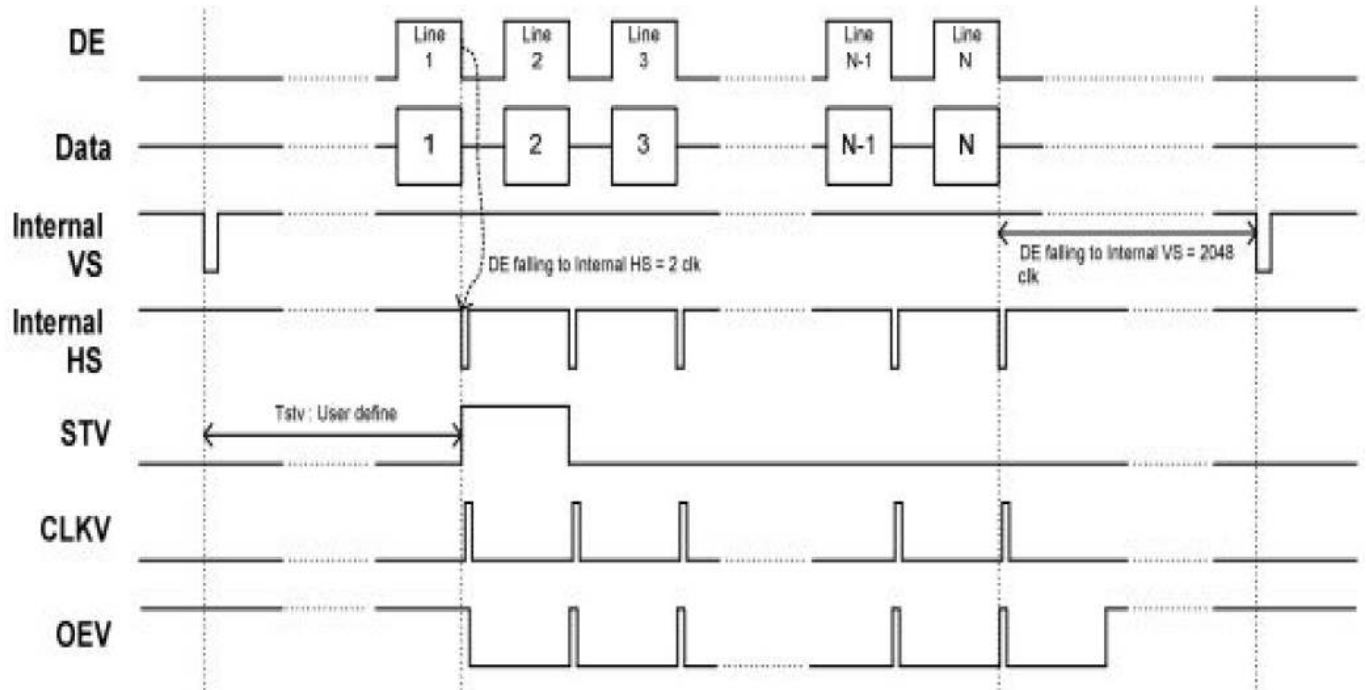 DE
Line
1
Line
2
Line
3
Line
N-1
Line
N
Data
1
2
3
N-1
N
Internal
VS
DE falling to Internal HS = 2 clk
DE falling to Internal VS = 2048
clk
Internal
HS
Tstv : User define
STV
CLKV
OEV